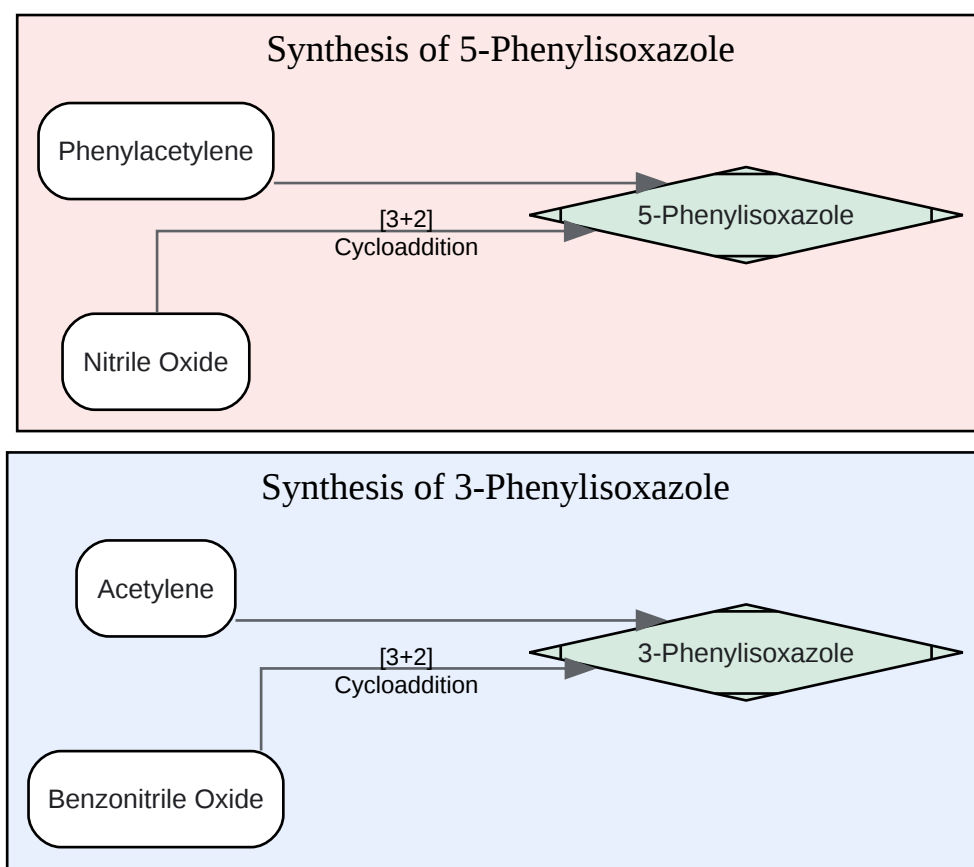 Synthesis of 5-Phenylisoxazole
Phenylacetylene
5-Phenylisoxazole
[3+2]
Cycloaddition
Nitrile Oxide
Synthesis of 3-Phenylisoxazole
Acetylene
3-Phenylisoxazole
[3+2]
Cycloaddition
Benzonitrile Oxide